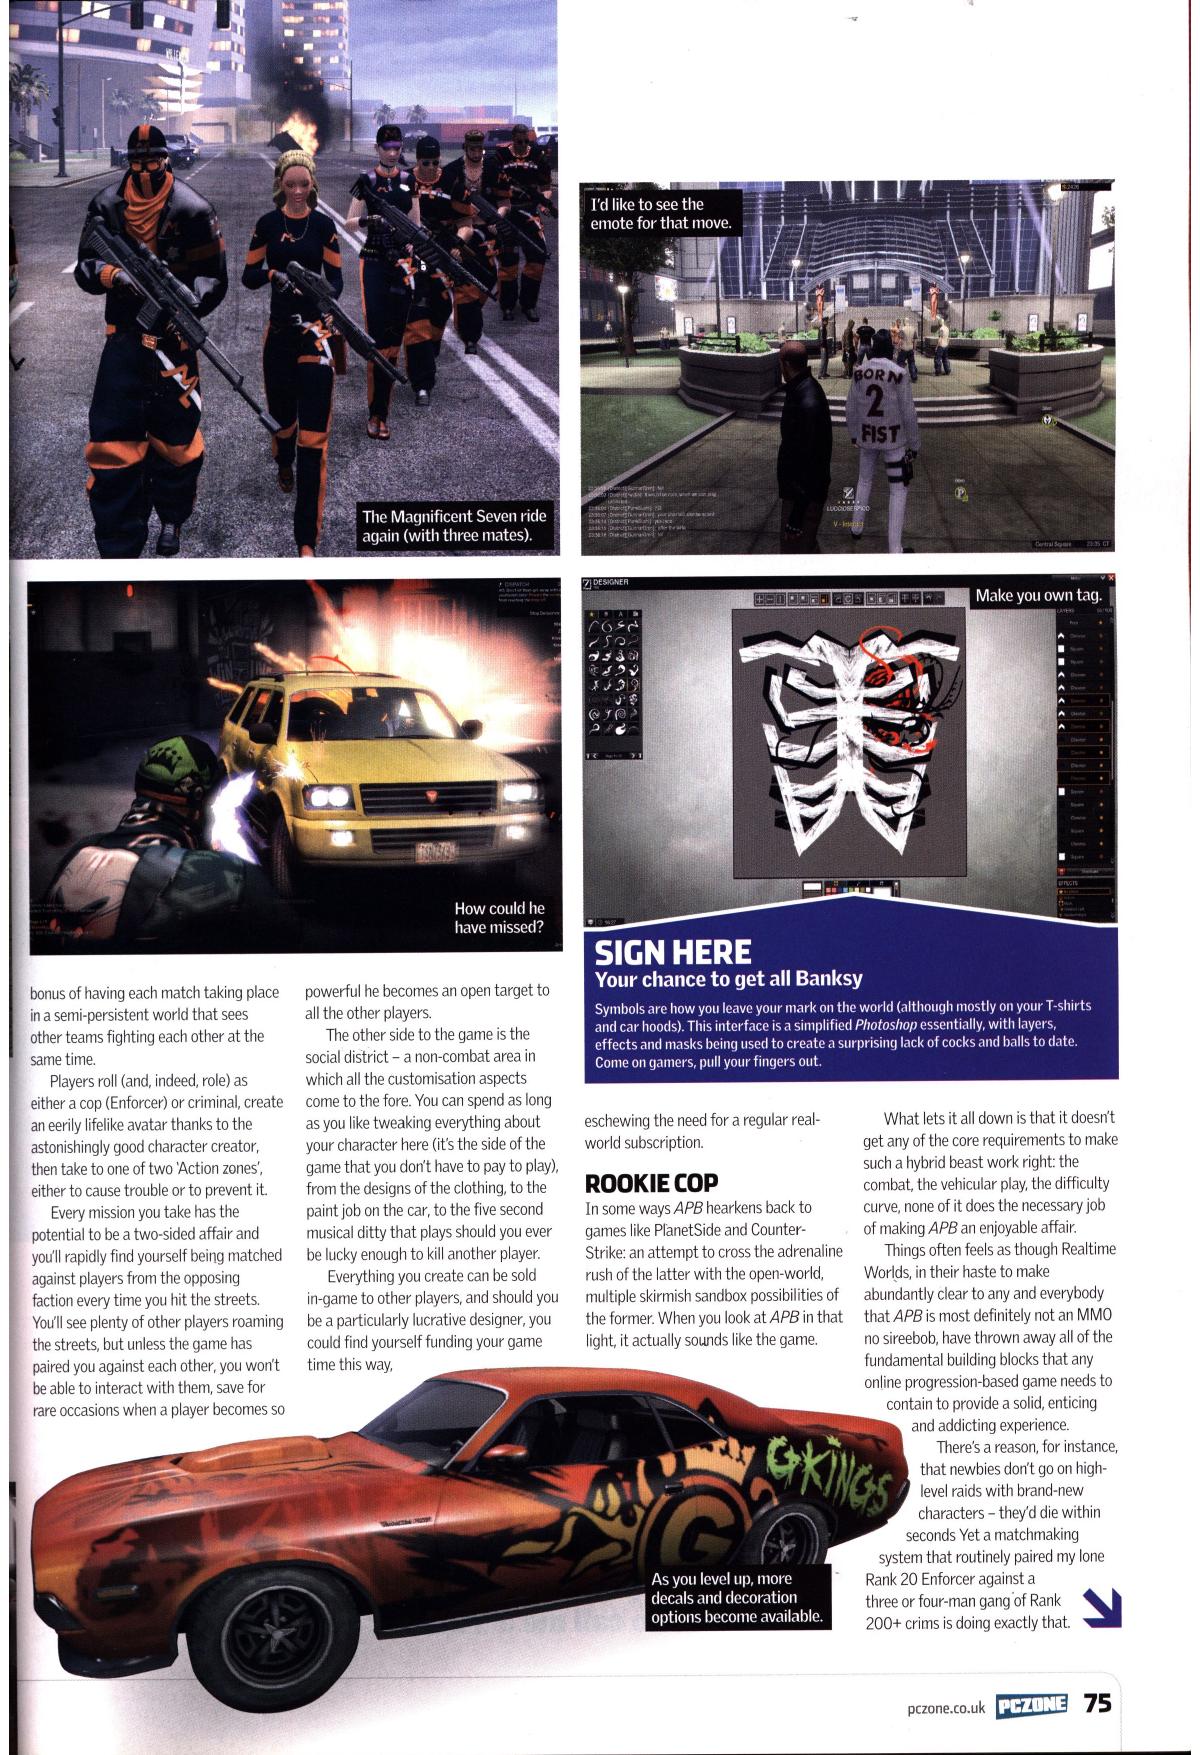 The Magnificent Seven ride
again (with three mates).
I'd like to see the
emote for that move.
BORN
2
FIST
LUCCIOBERPICO
Central Square
How could he
have missed?
DESIGNER
Make you own tag.
LAYERS
EFFECTS
SIGN HERE
Your chance to get all Banksy
Symbols are how you leave your mark on the world (although mostly on your T-shirts
and car hoods). This interface is a simplified Photoshop essentially, with layers,
effects and masks being used to create a surprising lack of cocks and balls to date.
Come on gamers, pull your fingers out.
bonus of having each match taking place
in a semi-persistent world that sees
other teams fighting each other at the
same time.
Players roll (and, indeed, role) as
either a cop (Enforcer) or criminal, create
an eerily lifelike avatar thanks to the
astonishingly good character creator,
then take to one of two 'Action zones',
either to cause trouble or to prevent it.
Every mission you take has the
potential to be a two-sided affair and
you'll rapidly find yourself being matched
against players from the opposing
faction every time you hit the streets.
You'll see plenty of other players roaming
the streets, but unless the game has
paired you against each other, you won't
be able to interact with them, save for
rare occasions when a player becomes so
powerful he becomes an open target to
all the other players.
The other side to the game is the
social district – a non-combat area in
which all the customisation aspects
come to the fore. You can spend as long
as you like tweaking everything about
your character here (it's the side of the
game that you don't have to pay to play),
from the designs of the clothing, to the
paint job on the car, to the five second
musical ditty that plays should you ever
be lucky enough to kill another player.
Everything you create can be sold
in-game to other players, and should you
be a particularly lucrative designer, you
could find yourself funding your game
time this way,
eschewing the need for a regular real-
world subscription.
ROOKIE COP
In some ways APB hearkens back to
games like PlanetSide and Counter-
Strike: an attempt to cross the adrenaline
rush of the latter with the open-world,
multiple skirmish sandbox possibilities of
the former. When you look at APB in that
light, it actually sounds like the game.
What lets it all down is that it doesn't
get any of the core requirements to make
such a hybrid beast work right: the
combat, the vehicular play, the difficulty
curve, none of it does the necessary job
of making APB an enjoyable affair.
Things often feels as though Realtime
Worlds, in their haste to make
abundantly clear to any and everybody
that APB is most definitely not an MMO
no sireebob, have thrown away all of the
fundamental building blocks that any
online progression-based game needs to
contain to provide a solid, enticing
and addicting experience.
There's a reason, for instance,
that newbies don't go on high-
level raids with brand-new
characters – they'd die within
seconds Yet a matchmaking
system that routinely paired my lone
Rank 20 Enforcer against a
three or four-man gang of Rank
200+ crims is doing exactly that.
GKINGS
G
As you level up, more
decals and decoration
options become available.
pczone.co.uk PCZONE 75